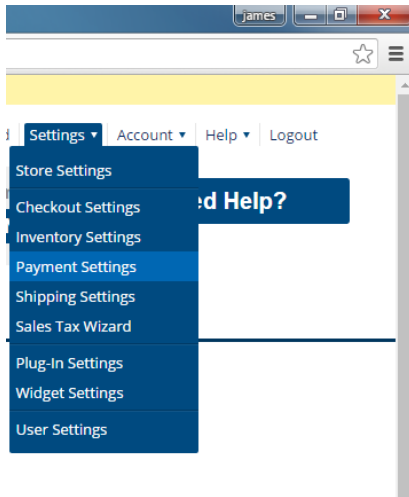 james
Settings ▾ Account ▾ Help ▾ Logout
Store Settings
Checkout Settings
ed Help?
Inventory Settings
Payment Settings
Shipping Settings
Sales Tax Wizard
Plug-In Settings
Widget Settings
User Settings